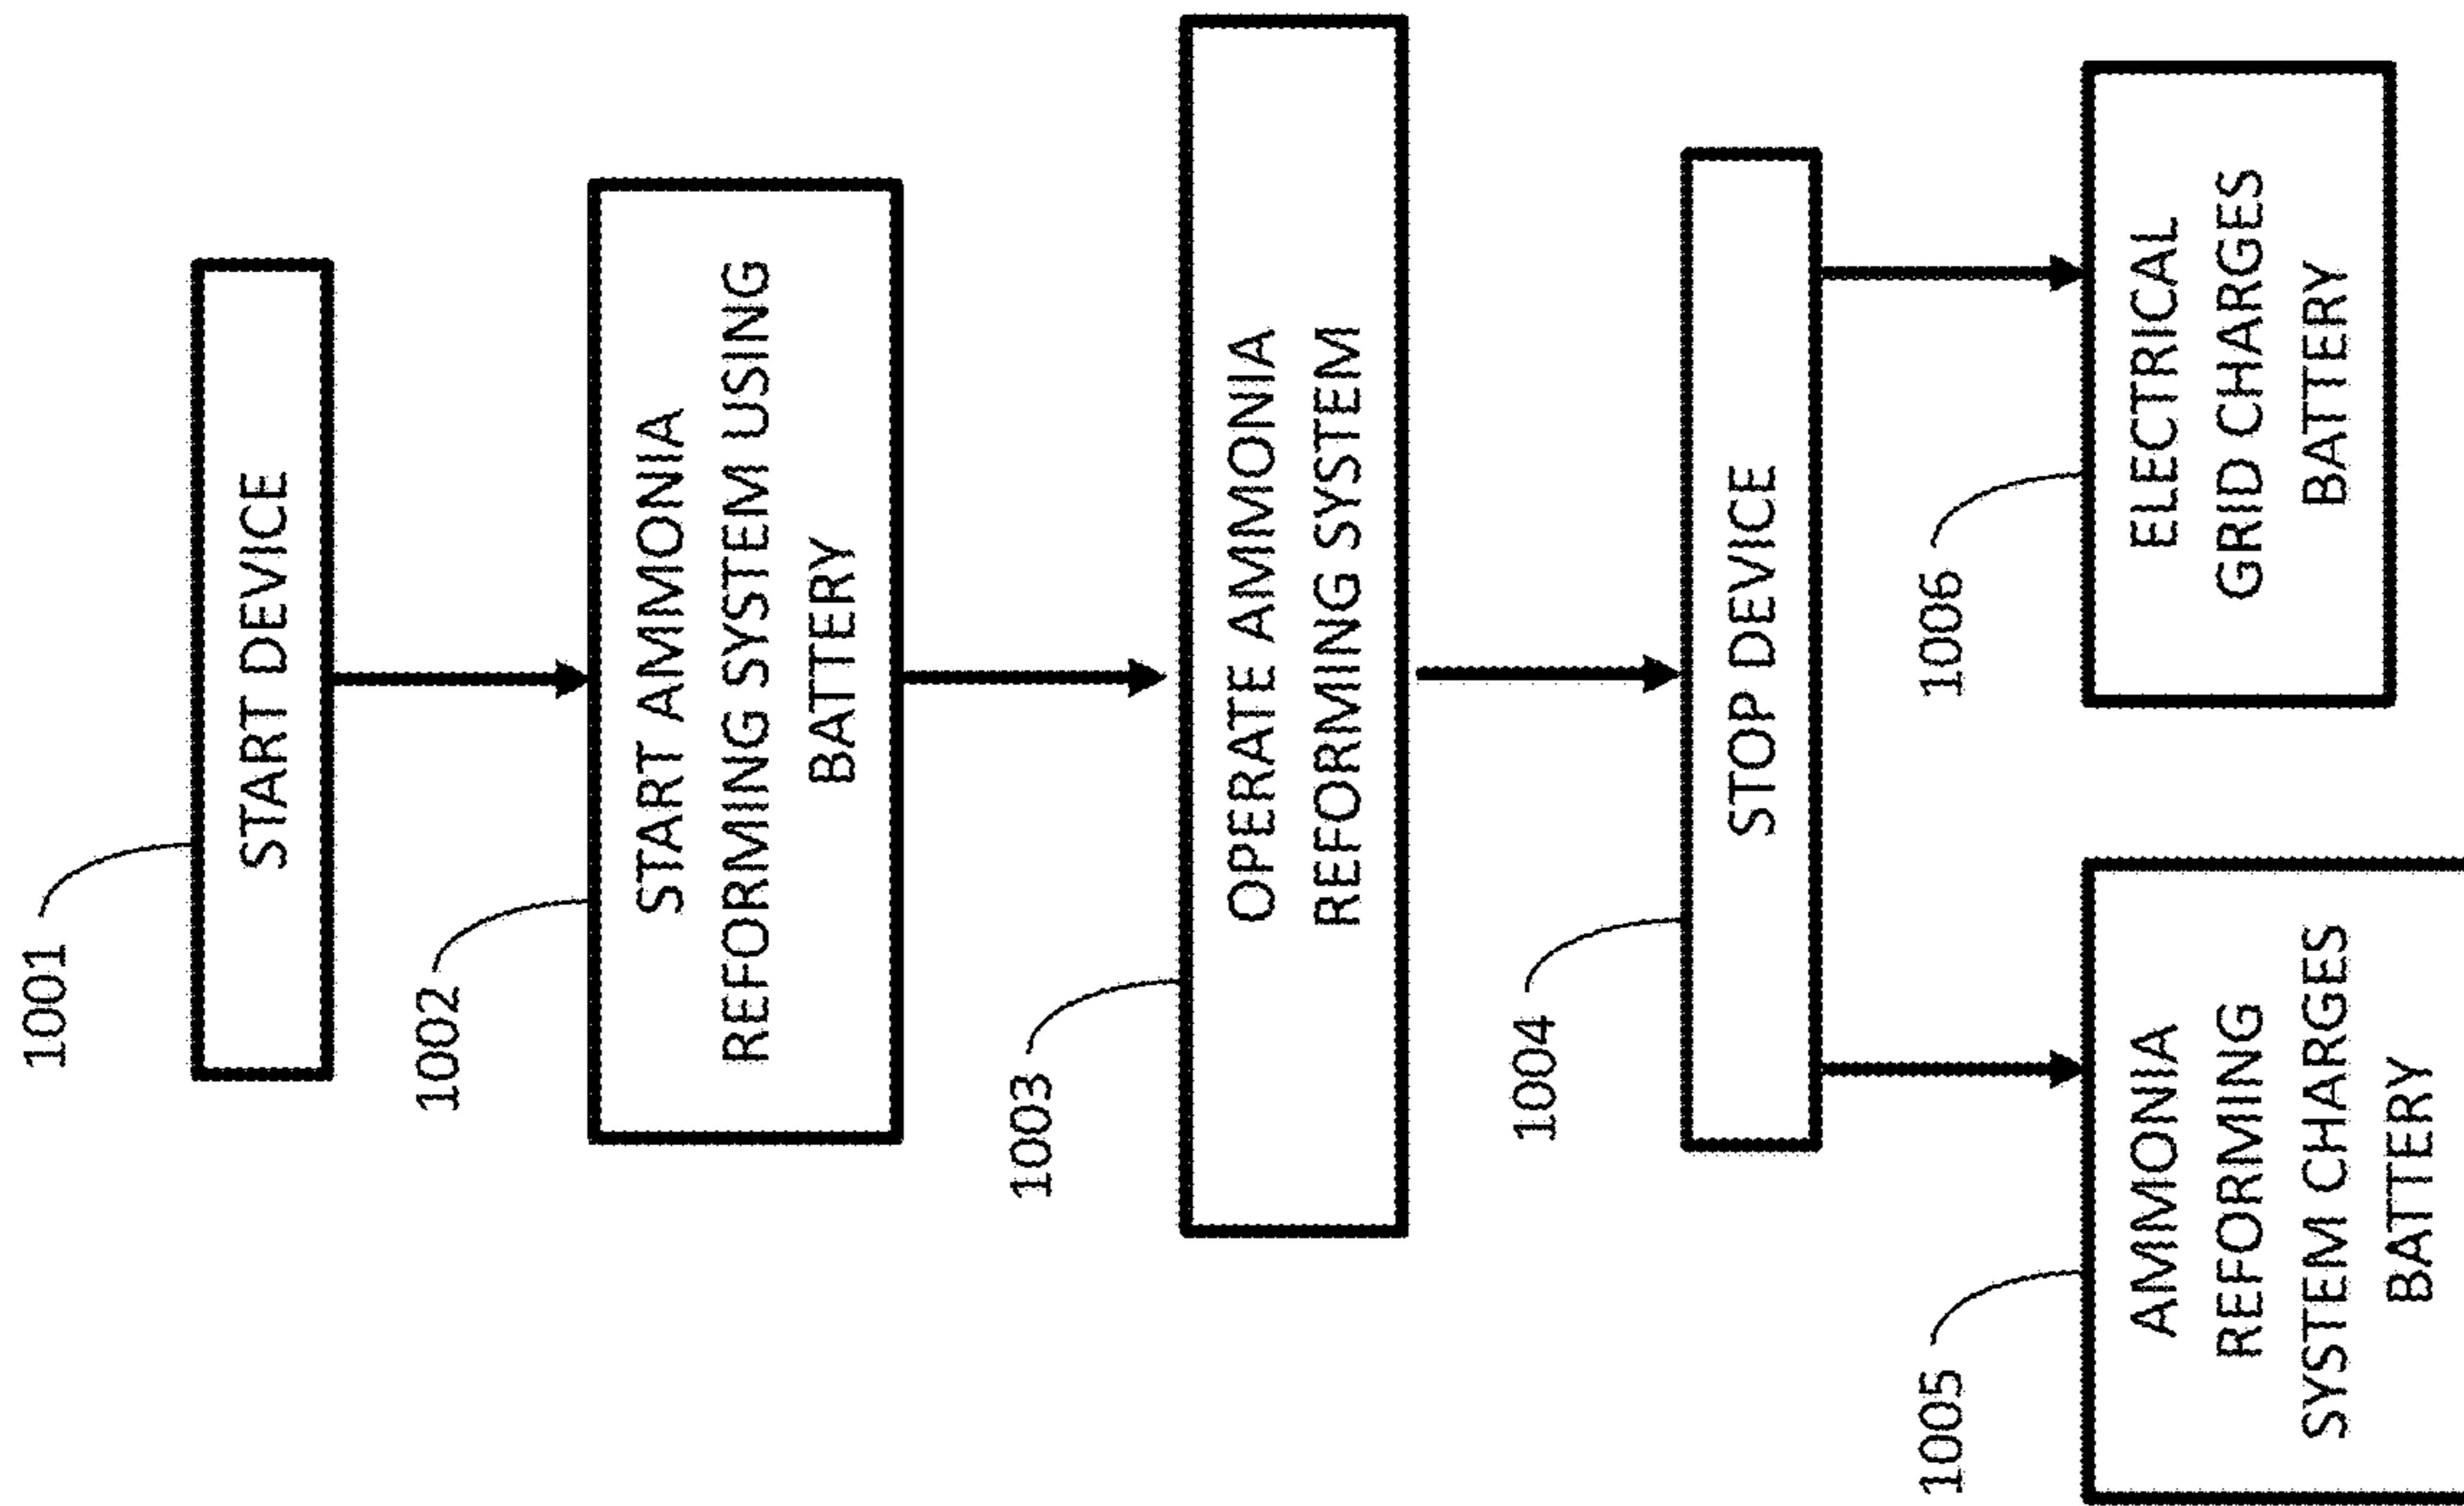 1001
START DEVICE
1002
START AMMONIA
REFORMING SYSTEM USING
BATTERY
1003
OPERATE AMMONIA
REFORMING SYSTEM
1004
STOP DEVICE
1005
AMMONIA
REFORMING
SYSTEM CHARGES
BATTERY
1006
ELECTRICAL
GRID CHARGES
BATTERY